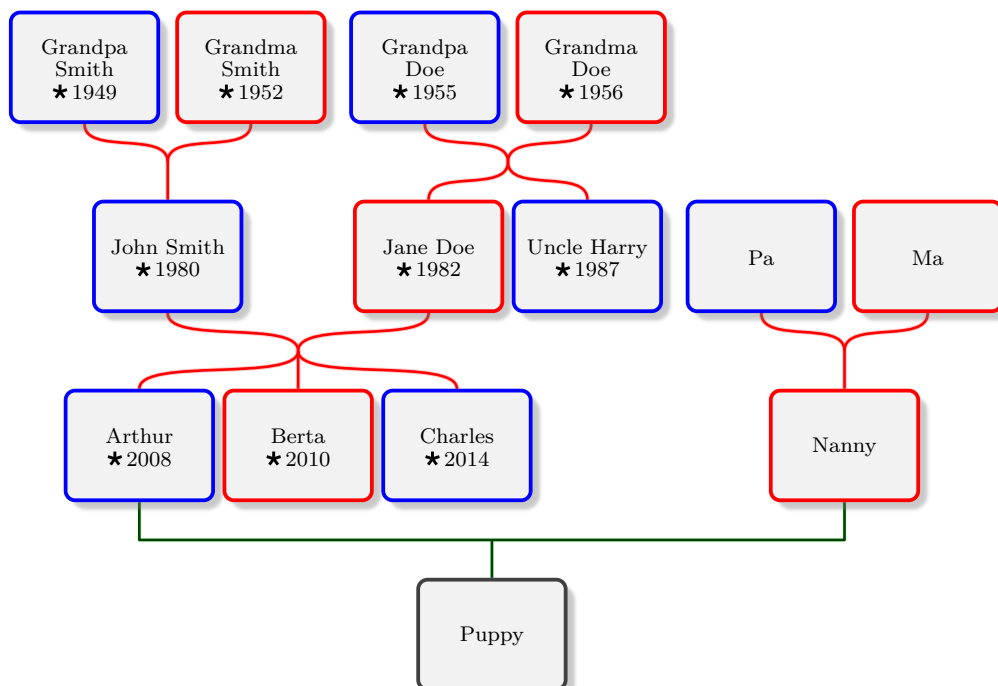 Grandpa
Smith
★1949
Grandma
Smith
★1952
Grandpa
Doe
★1955
Grandma
Doe
★1956
John Smith
★1980
Jane Doe
★1982
Uncle Harry
★1987
Pa
Ma
Arthur
★2008
Berta
★2010
Charles
★2014
Nanny
Puppy